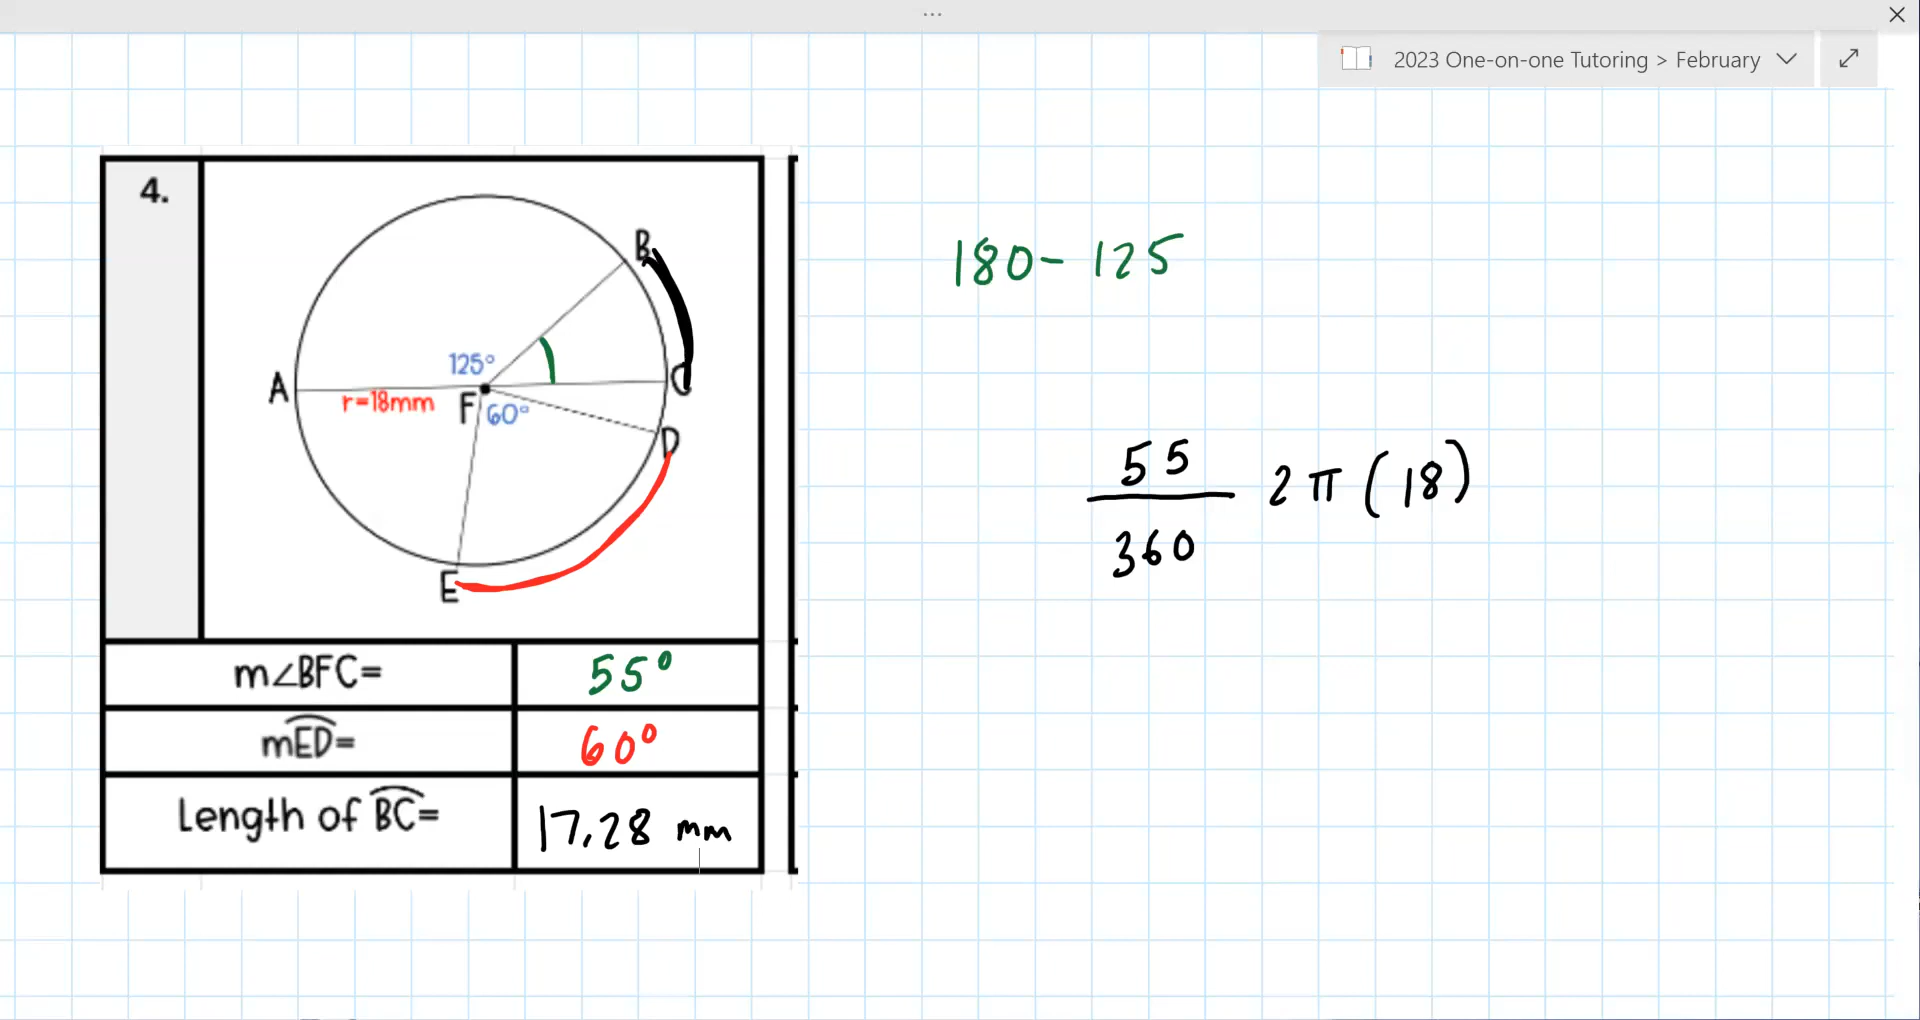 ...
2023 One-on-one Tutoring > February
4.
180 - 125
B
125°
A
C
r=18mm
F
60°
D
55
360
2π(18)
E
m∠BFC=
55°
mED=
60°
Length of BC=
17.28 mm